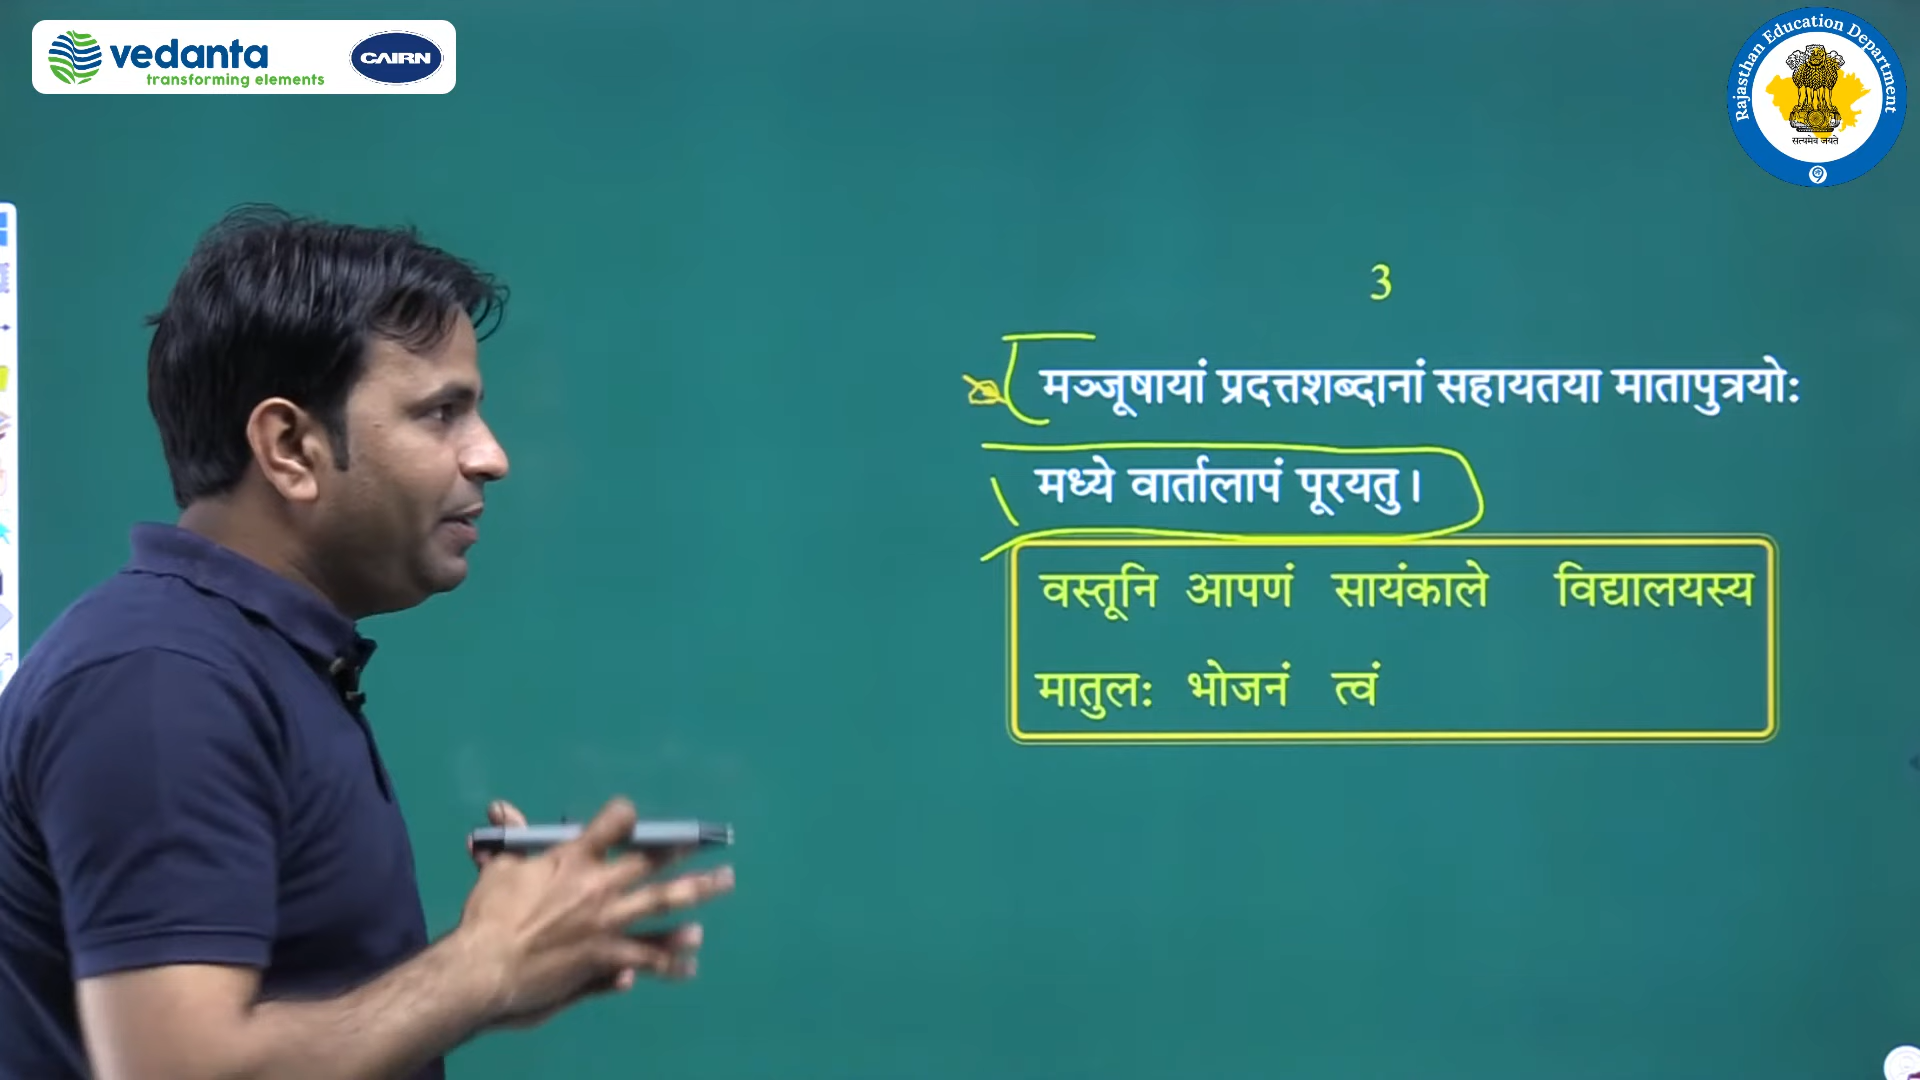 vedanta
transforming elements
CAIRN
Rajasthan Education Department
सत्यमेव जयते
3
मञ्जूषायां प्रदत्तशब्दानां सहायतया मातापुत्रयोः
मध्ये वार्तालापं पूरयतु।
वस्तूनि आपणं सायंकाले विद्यालयस्य
मातुलः भोजनं त्वं